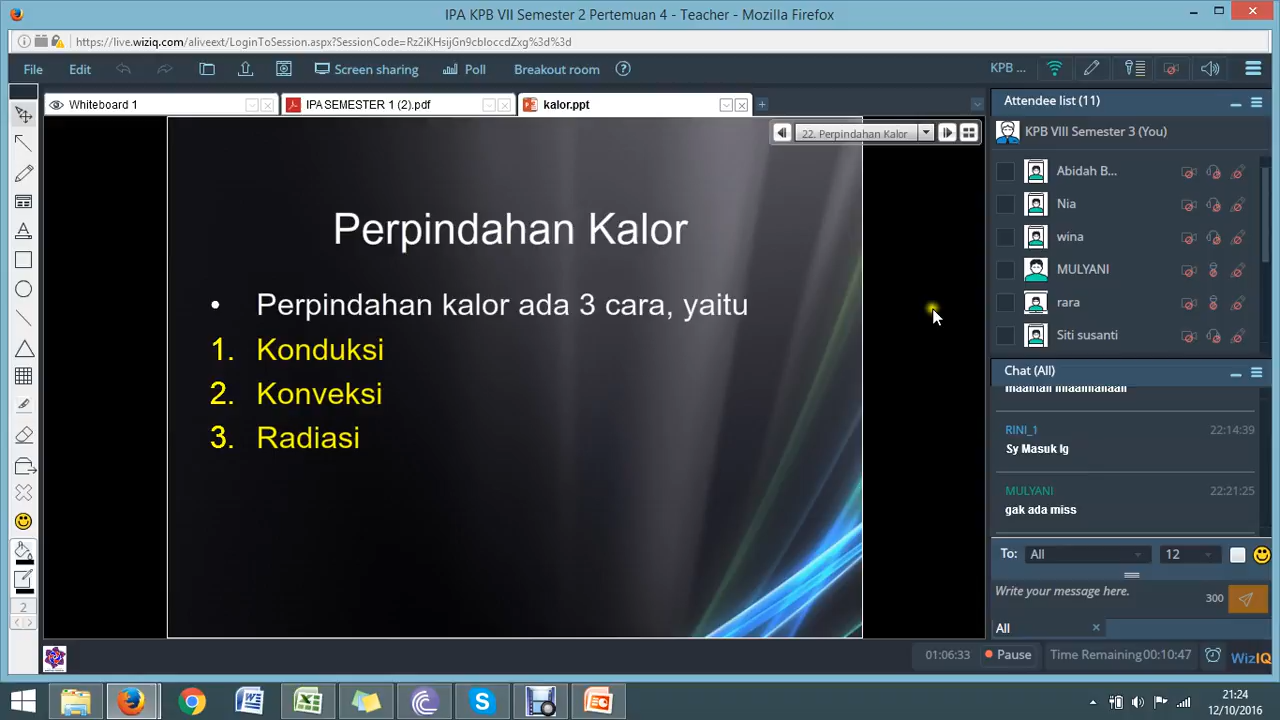 IPA KPB VII Semester 2 Pertemuan 4 - Teacher - Mozilla Firefox
https://live.wiziq.com/aliveext/LoginToSession.aspx?SessionCode=Rz2iKHsijGn9cbloccdZxg%3d%3d
File Edit Screen sharing Poll Breakout room KPB ...
Whiteboard 1 IPA SEMESTER 1 (2).pdf kalor.ppt
22. Perpindahan Kalor
Perpindahan Kalor
• Perpindahan kalor ada 3 cara, yaitu
1. Konduksi
2. Konveksi
3. Radiasi
2
Attendee list (11)
KPB VIII Semester 3 (You)
Abidah B...
Nia
wina
MULYANI
rara
Siti susanti
Chat (All)
RINI_1 22:14:39
Sy Masuk lg
MULYANI 22:21:25
gak ada miss
To: All 12
Write your message here. 300
All
01:06:33 Pause Time Remaining 00:10:47 WizIQ
21:24
12/10/2016